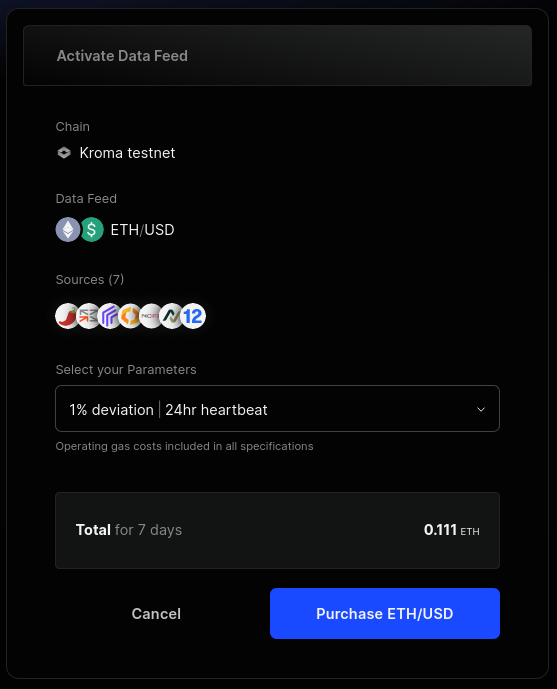 Activate Data Feed
Chain
Kroma testnet
Data Feed
ETH/USD
Sources (7)
12
Select your Parameters
1% deviation | 24hr heartbeat
Operating gas costs included in all specifications
Total for 7 days 0.111 ETH
Cancel
Purchase ETH/USD